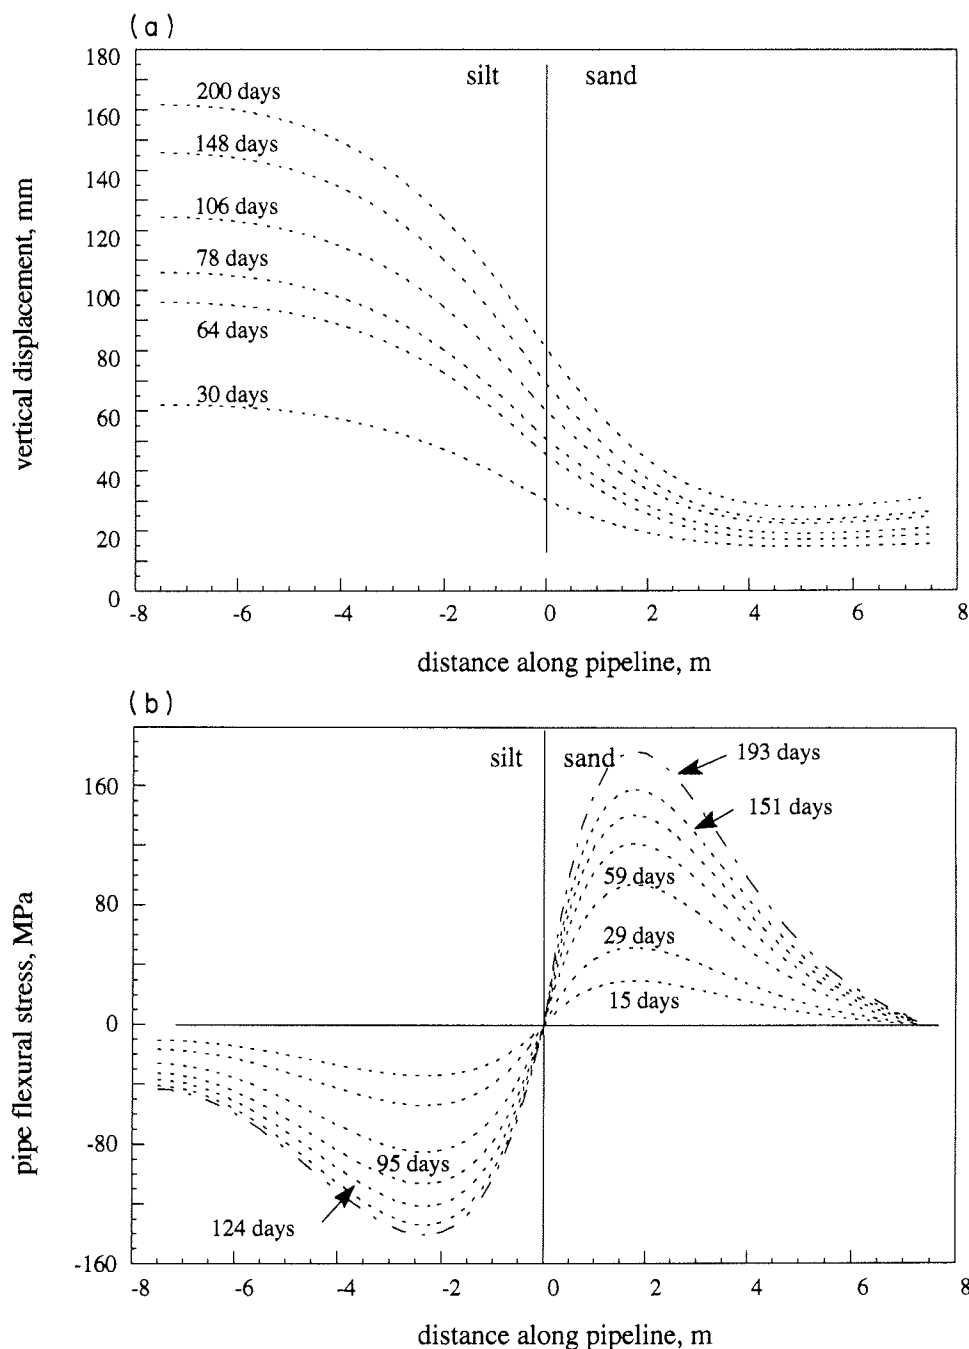 (a)
180
160
140
120
100
80
60
40
20
0
vertical displacement, mm
silt
sand
200 days
148 days
106 days
78 days
64 days
30 days
-8
-6
-4
-2
0
2
4
6
8
distance along pipeline, m
(b)
160
80
0
-80
-160
pipe flexural stress, MPa
silt
sand
193 days
151 days
59 days
29 days
15 days
95 days
124 days
-8
-6
-4
-2
0
2
4
6
8
distance along pipeline, m